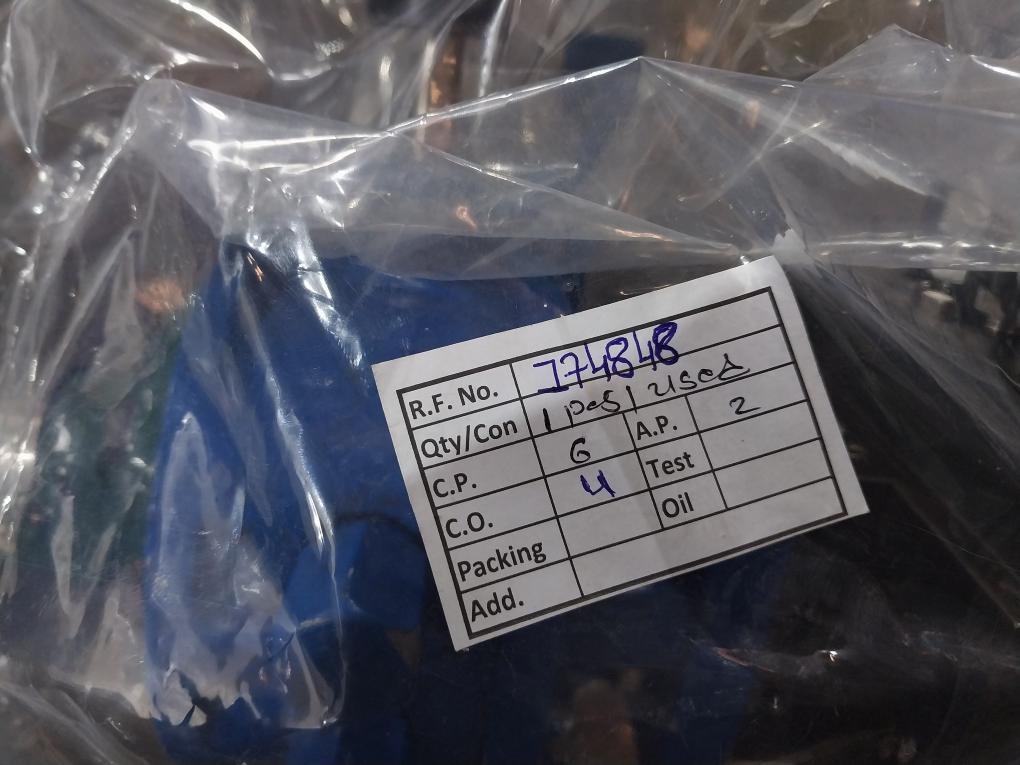 R.F. No. I74848
Qty/Con 1 pcs / used
C.P. 6 A.P. 2
C.O. 4 Test
Packing Oil
Add.